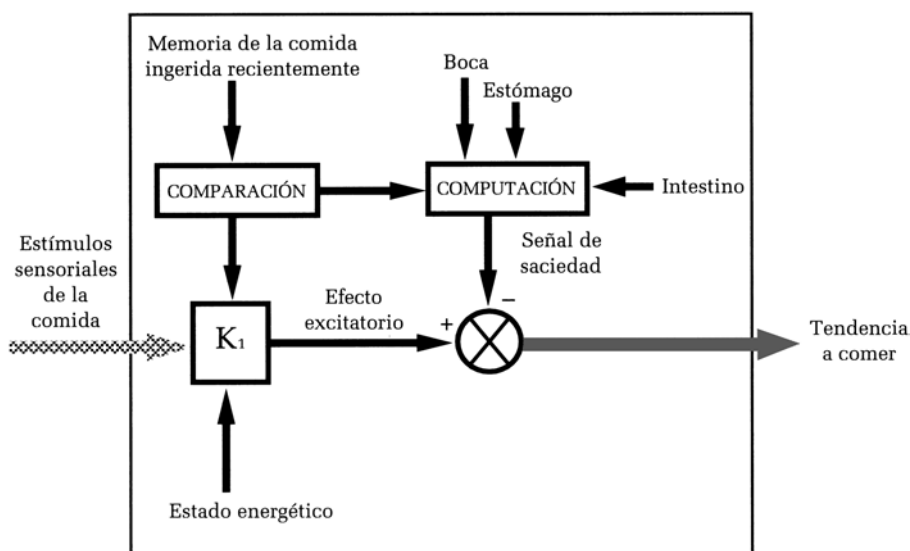 Memoria de la comida
ingerida recientemente
Boca
Estómago
COMPARACIÓN
COMPUTACIÓN
Intestino
Estímulos
sensoriales
de la
comida
Señal de
saciedad
Efecto
excitatorio
+
−
K₁
Tendencia
a comer
Estado energético